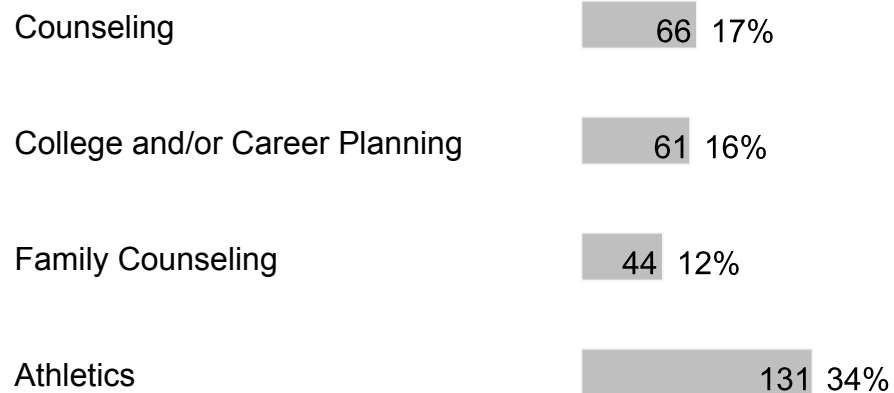 Counseling 66 17%
College and/or Career Planning 61 16%
Family Counseling 44 12%
Athletics 131 34%